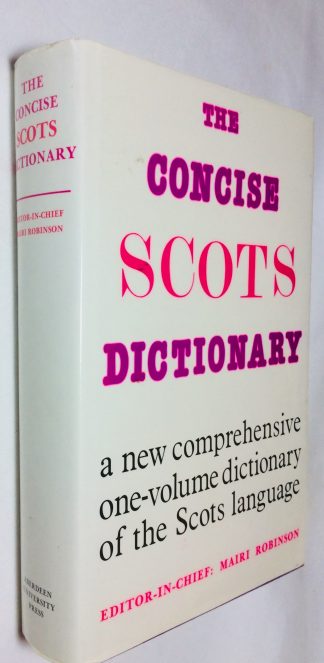 THE
CONCISE
SCOTS
DICTIONARY
EDITOR-IN-CHIEF
MAIRI ROBINSON
ABERDEEN
UNIVERSITY
PRESS
THE
CONCISE
SCOTS
DICTIONARY
a new comprehensive
one-volume dictionary
of the Scots language
EDITOR-IN-CHIEF: MAIRI ROBINSON